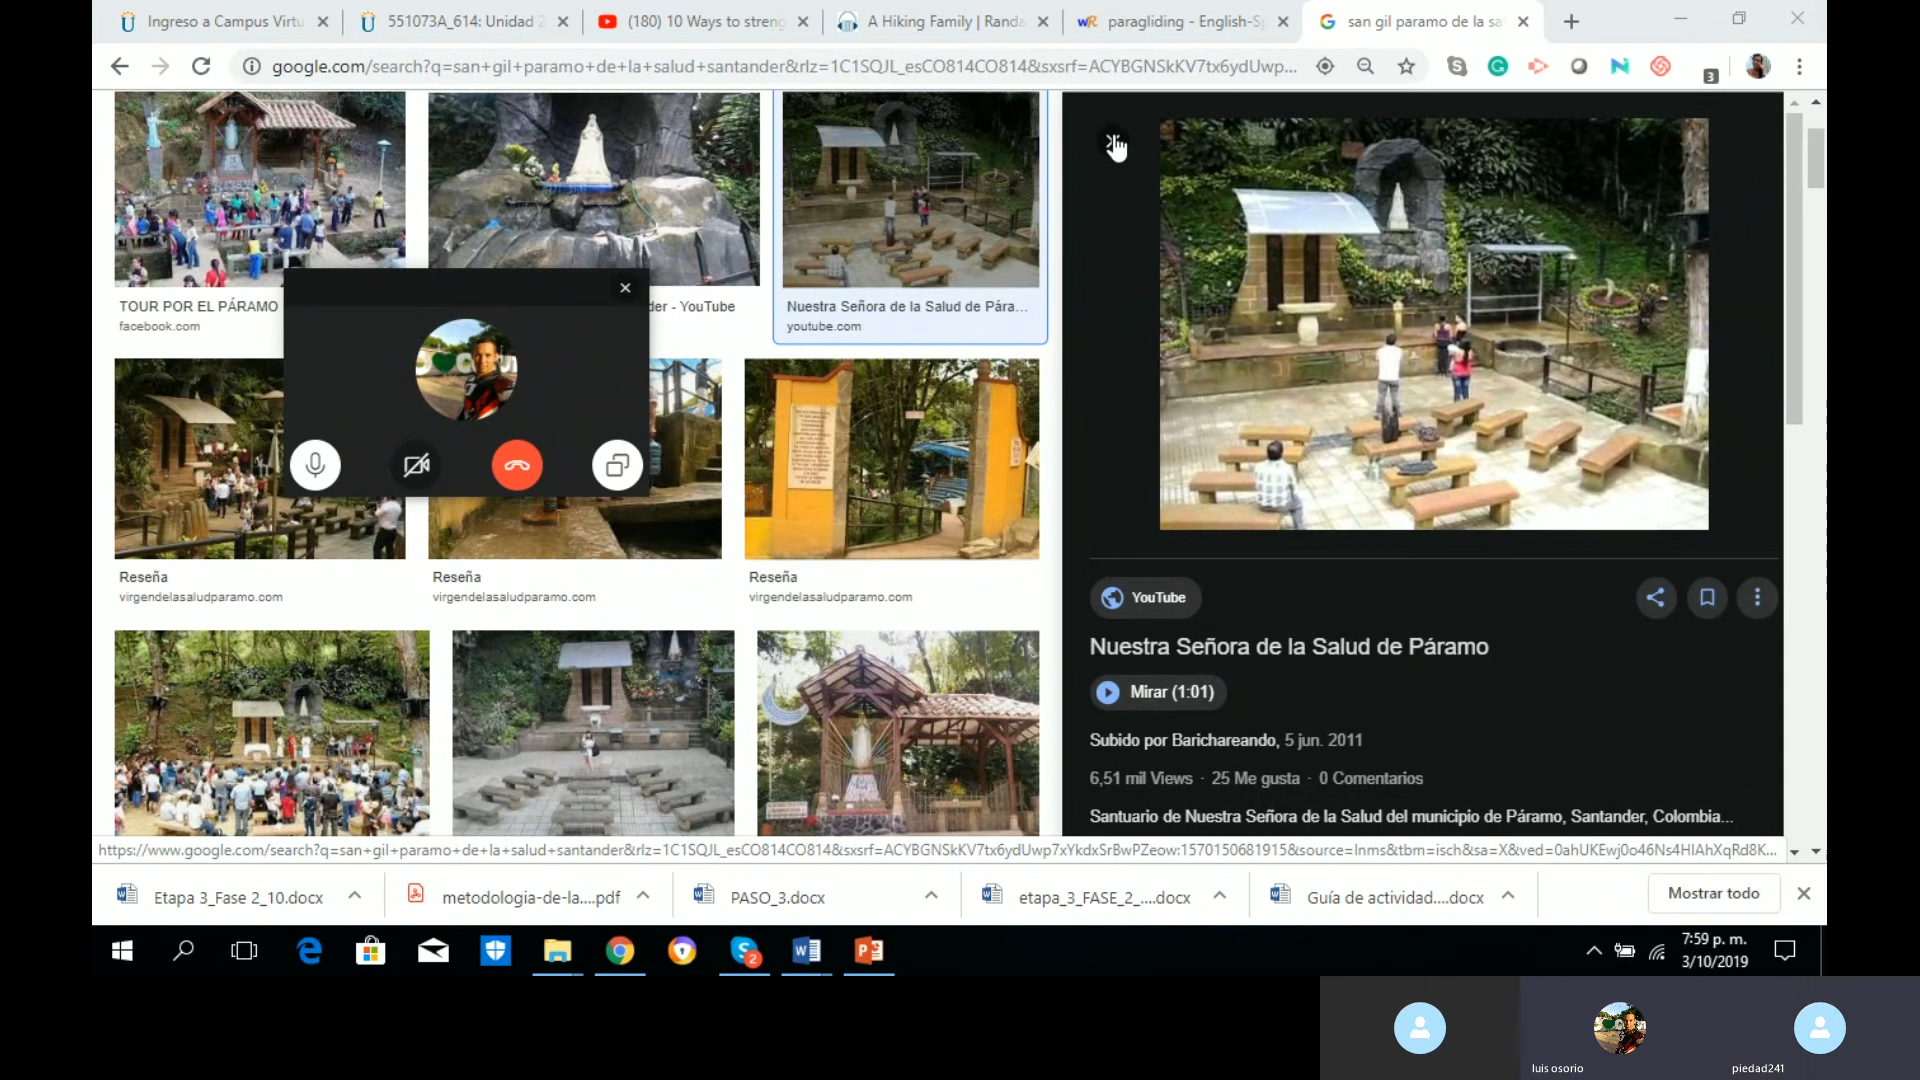 Ingreso a Campus Virtu
551073A_614: Unidad 2
(180) 10 Ways to streng
A Hiking Family | Randa
paragliding - English-Sp
san gil paramo de la sa
google.com/search?q=san+gil+paramo+de+la+salud+santander&rlz=1C1SQJL_esCO814CO814&sxsrf=ACYBGNSkKV7tx6ydUwp...
3
TOUR POR EL PÁRAMO
facebook.com
der - YouTube
Nuestra Señora de la Salud de Pára...
youtube.com
Reseña
virgendelasaludparamo.com
Reseña
virgendelasaludparamo.com
Reseña
virgendelasaludparamo.com
YouTube
Nuestra Señora de la Salud de Páramo
Mirar (1:01)
Subido por Barichareando, 5 jun. 2011
6,51 mil Views · 25 Me gusta · 0 Comentarios
Santuario de Nuestra Señora de la Salud del municipio de Páramo, Santander, Colombia...
https://www.google.com/search?q=san+gil+paramo+de+la+salud+santander&rlz=1C1SQJL_esCO814CO814&sxsrf=ACYBGNSkKV7tx6ydUwp7xYkdxSrBwPZeow:1570150681915&source=lnms&tbm=isch&sa=X&ved=0ahUKEwj0o46Ns4HlAhXqRd8K...
Etapa 3_Fase 2_10.docx
metodologia-de-la....pdf
PASO_3.docx
etapa_3_FASE_2_....docx
Guía de actividad....docx
Mostrar todo
2
7:59 p. m.
3/10/2019
luis osorio
piedad241